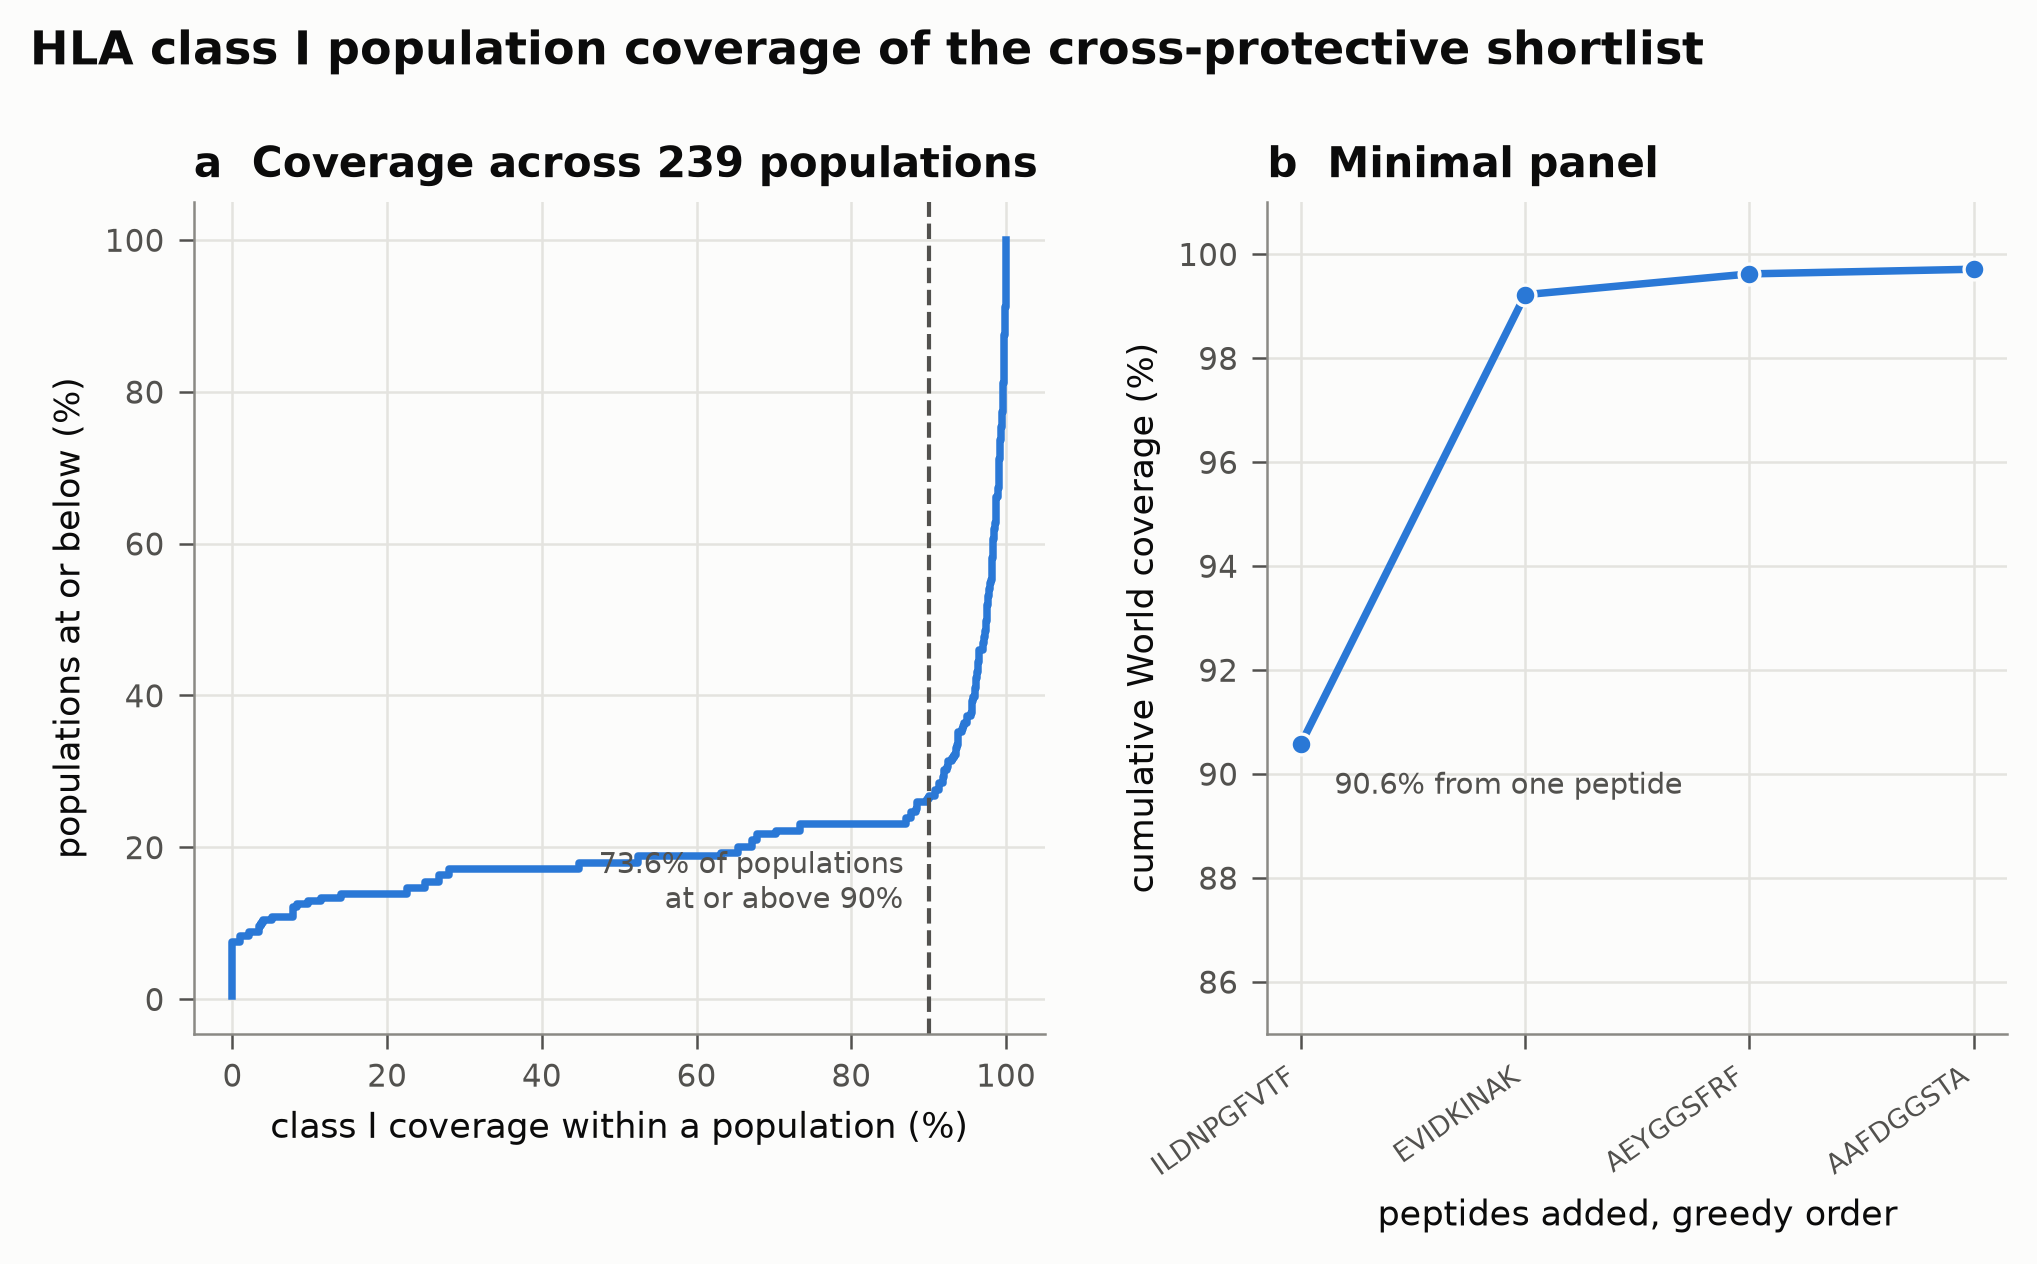 HLA class I population coverage of the cross-protective shortlist
a Coverage across 239 populations
populations at or below (%)
100
80
60
40
20
0
73.6% of populations
at or above 90%
0 20 40 60 80 100
class I coverage within a population (%)
b Minimal panel
cumulative World coverage (%)
100
98
96
94
92
90
88
86
90.6% from one peptide
ILDNPGFVTF EVIDKINAK AEYGGSFRF AAFDGGSTA
peptides added, greedy order